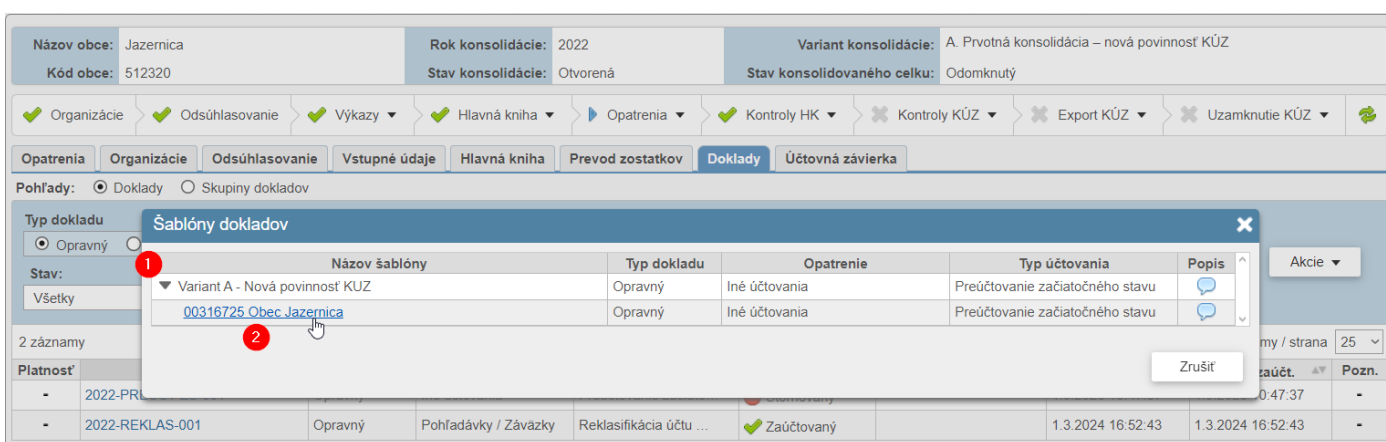 Názov obce: Jazernica Rok konsolidácie: 2022 Variant konsolidácie: A. Prvotná konsolidácia – nová povinnosť KÚZ
Kód obce: 512320 Stav konsolidácie: Otvorená Stav konsolidovaného celku: Odomknutý
Organizácie Odsúhlasovanie Výkazy Hlavná kniha Opatrenia Kontroly HK Kontroly KÚZ Export KÚZ Uzamknutie KÚZ
Opatrenia Organizácie Odsúhlasovanie Vstupné údaje Hlavná kniha Prevod zostatkov Doklady Účtovná závierka
Pohľady: Doklady Skupiny dokladov
Typ dokladu
Opravný
Stav:
Všetky
Akcie
Šablóny dokladov
1
Názov šablóny Typ dokladu Opatrenie Typ účtovania Popis
Variant A - Nová povinnosť KUZ Opravný Iné účtovania Preúčtovanie začiatočného stavu
00316725 Obec Jazernica Opravný Iné účtovania Preúčtovanie začiatočného stavu
2
Zrušiť
2 záznamy strana 25
Platnosť zaúčt. Pozn.
- 0:47:37 -
- 2022-REKLAS-001 Opravný Pohľadávky / Záväzky Reklasifikácia účtu ... Zaúčtovaný 1.3.2024 16:52:43 1.3.2024 16:52:43 -